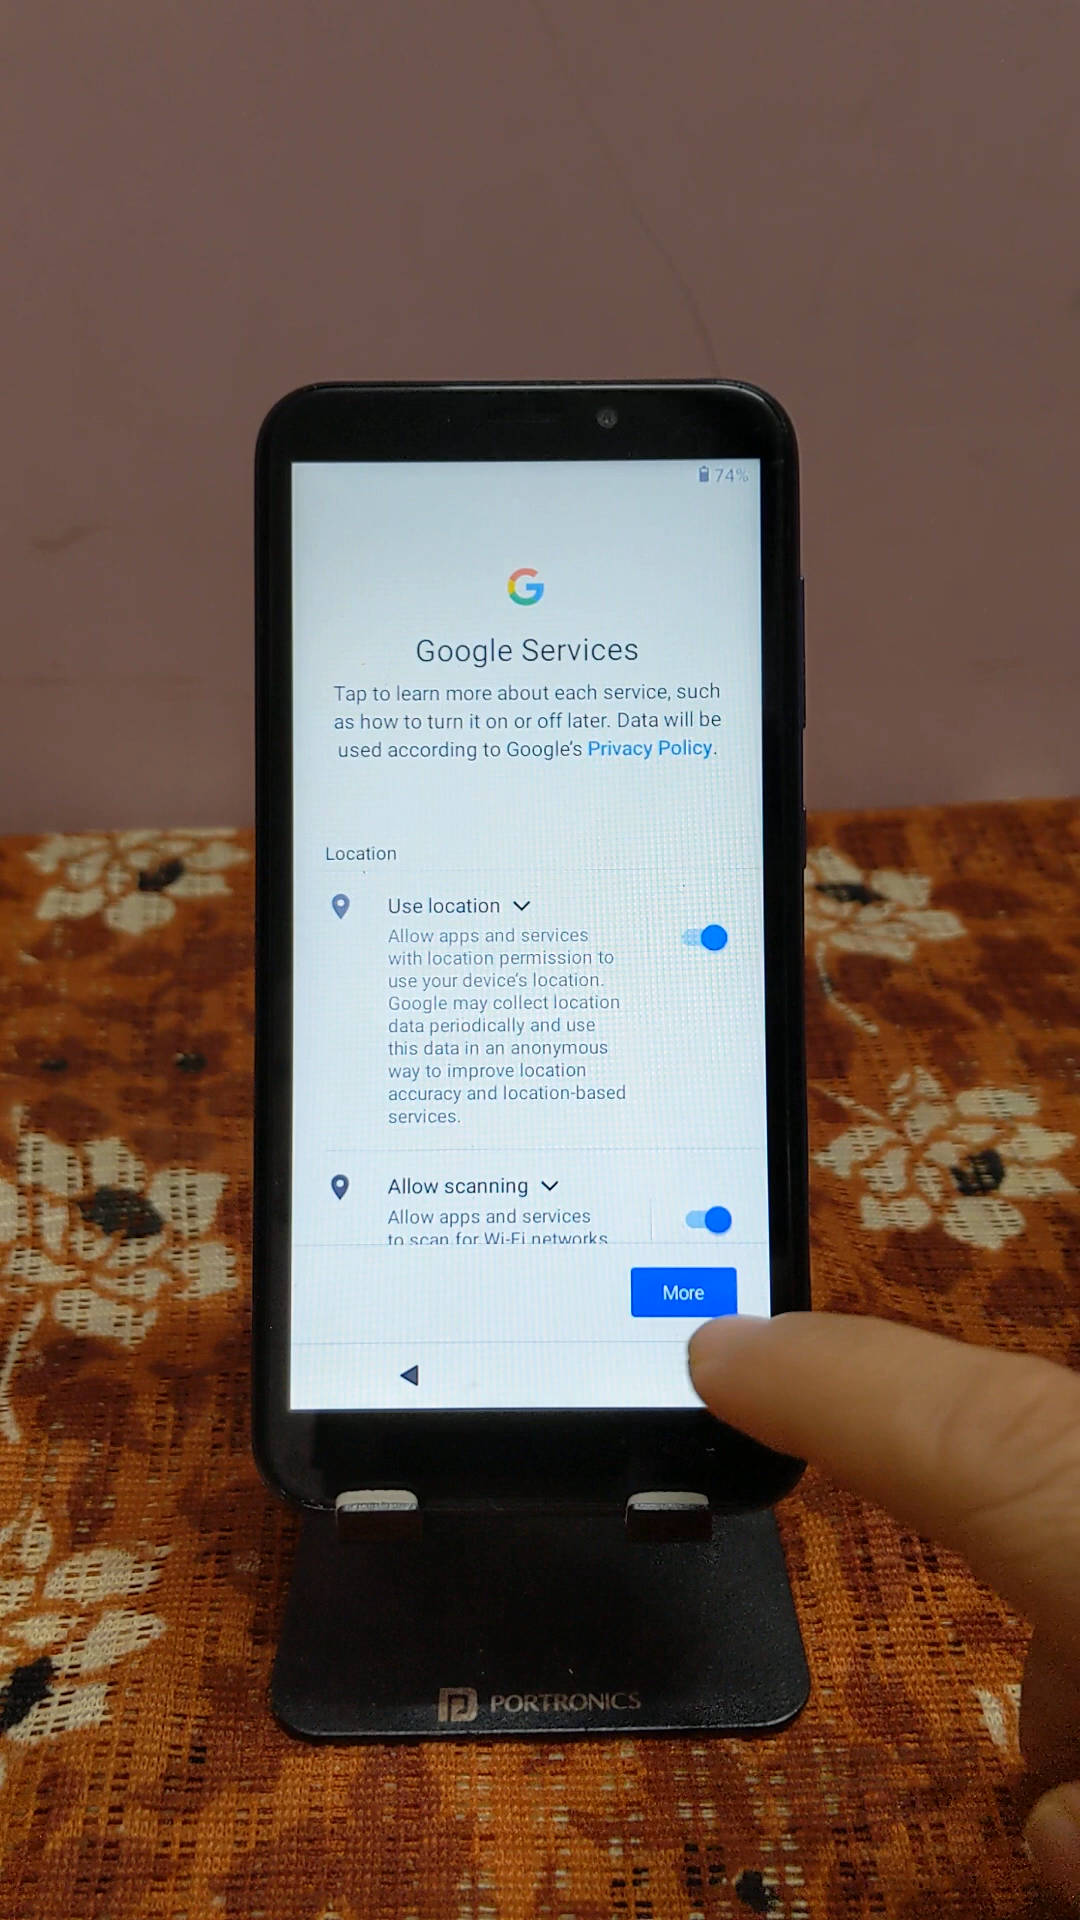 74%
G
Google Services
Tap to learn more about each service, such
as how to turn it on or off later. Data will be
used according to Google's Privacy Policy.
Location
Use location
Allow apps and services
with location permission to
use your device's location.
Google may collect location
data periodically and use
this data in an anonymous
way to improve location
accuracy and location-based
services.
Allow scanning
Allow apps and services
to scan for Wi-Fi networks
More
PORTRONICS